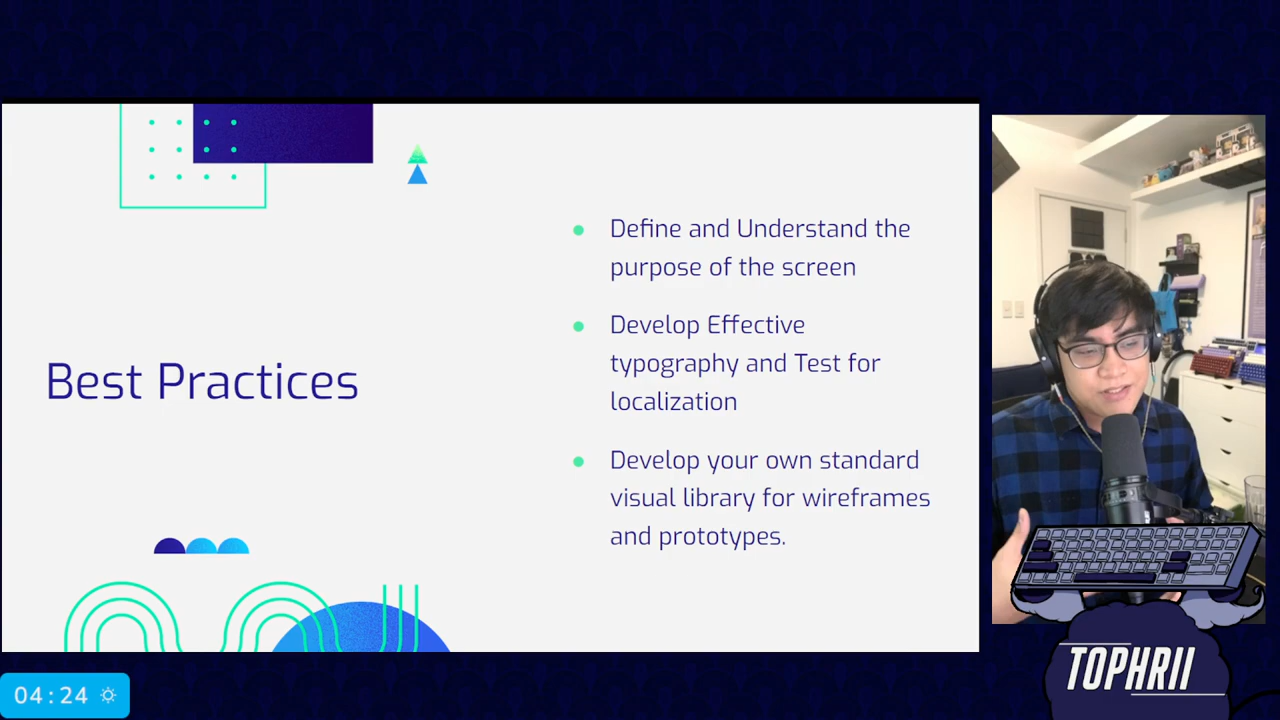 Best Practices
Define and Understand the
purpose of the screen
Develop Effective
typography and Test for
localization
Develop your own standard
visual library for wireframes
and prototypes.
04:24
TOPHRII